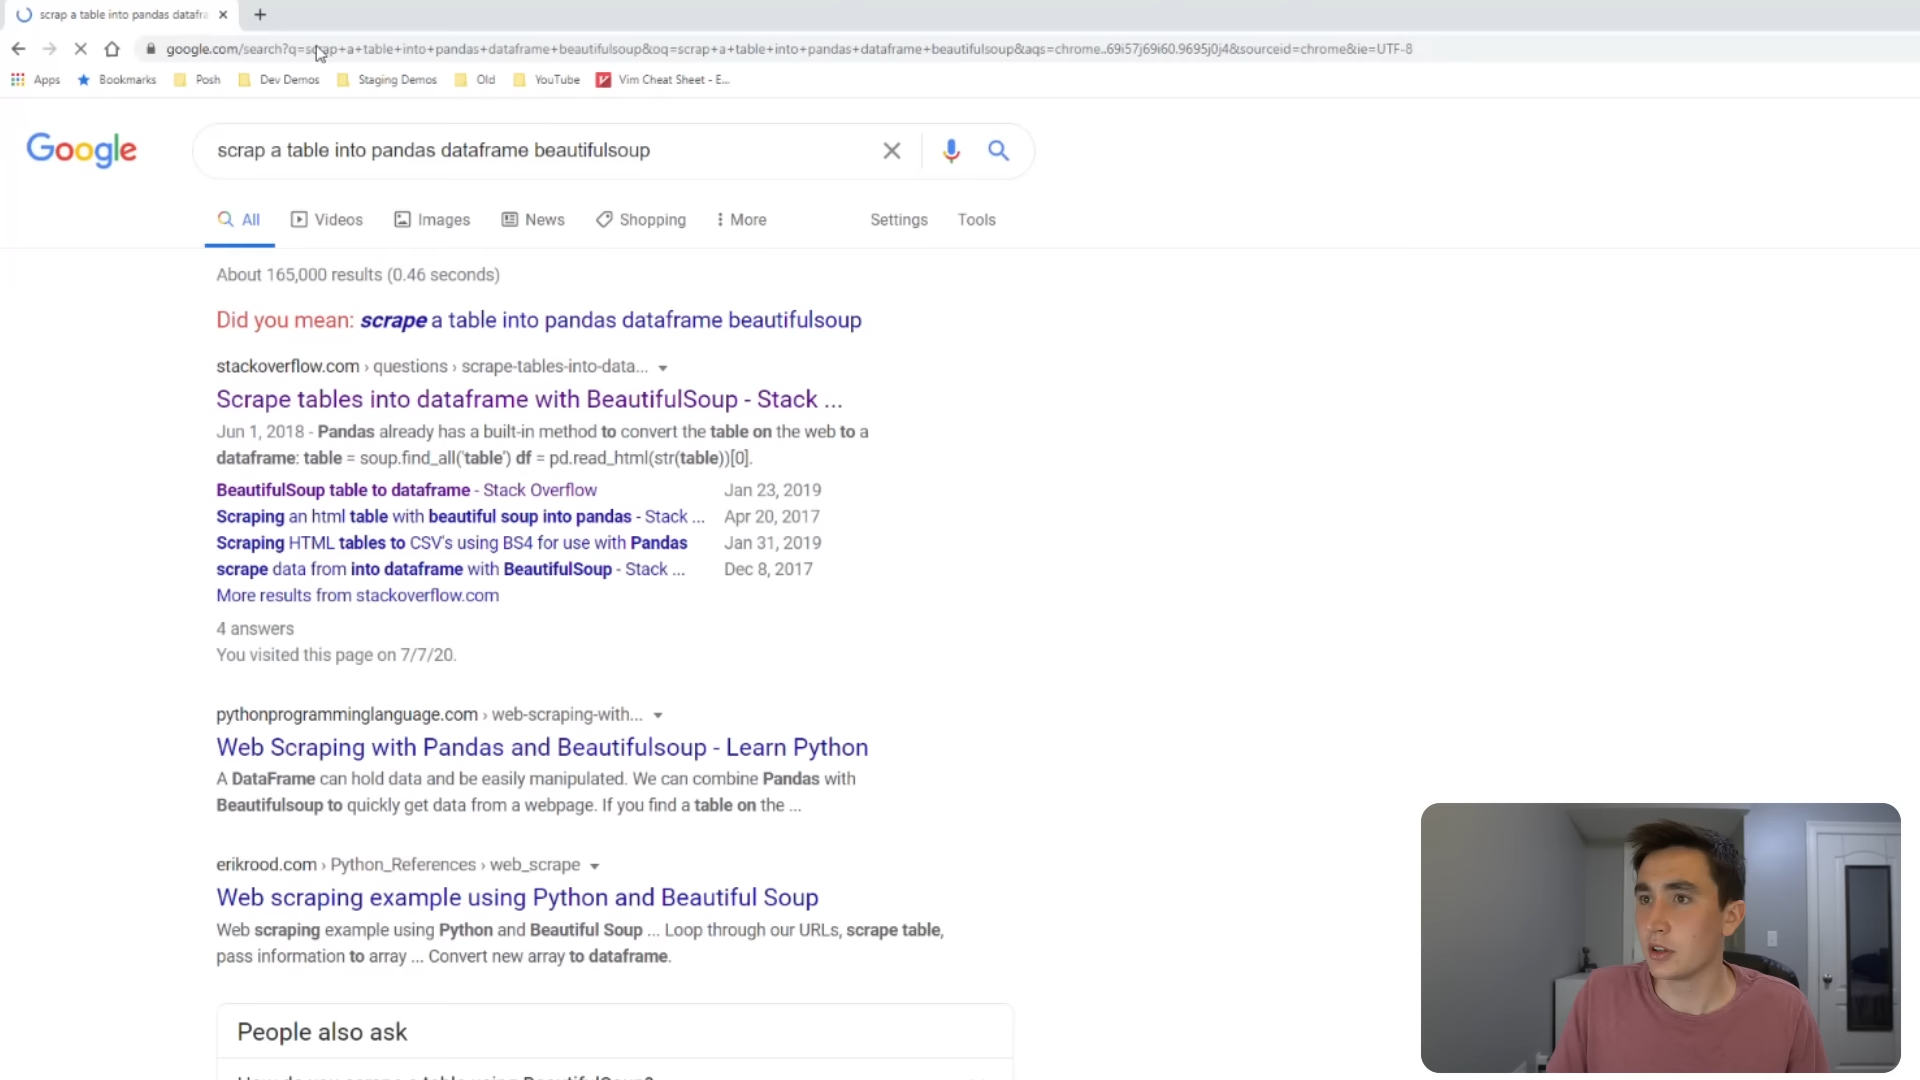 scrap a table into pandas datafra
google.com/search?q=scrap+a+table+into+pandas+dataframe+beautifulsoup&oq=scrap+a+table+into+pandas+dataframe+beautifulsoup&aqs=chrome..69i57j69i60.9695j0j4&sourceid=chrome&ie=UTF-8
Apps Bookmarks Posh Dev Demos Staging Demos Old YouTube Vim Cheat Sheet - E...
Google
scrap a table into pandas dataframe beautifulsoup
All Videos Images News Shopping More Settings Tools
About 165,000 results (0.46 seconds)
Did you mean: scrape a table into pandas dataframe beautifulsoup
stackoverflow.com › questions › scrape-tables-into-data...
Scrape tables into dataframe with BeautifulSoup - Stack ...
Jun 1, 2018 - Pandas already has a built-in method to convert the table on the web to a
dataframe: table = soup.find_all('table') df = pd.read_html(str(table))[0].
BeautifulSoup table to dataframe - Stack Overflow Jan 23, 2019
Scraping an html table with beautiful soup into pandas - Stack ... Apr 20, 2017
Scraping HTML tables to CSV's using BS4 for use with Pandas Jan 31, 2019
scrape data from into dataframe with BeautifulSoup - Stack ... Dec 8, 2017
More results from stackoverflow.com
4 answers
You visited this page on 7/7/20.
pythonprogramminglanguage.com › web-scraping-with...
Web Scraping with Pandas and Beautifulsoup - Learn Python
A DataFrame can hold data and be easily manipulated. We can combine Pandas with
Beautifulsoup to quickly get data from a webpage. If you find a table on the ...
erikrood.com › Python_References › web_scrape
Web scraping example using Python and Beautiful Soup
Web scraping example using Python and Beautiful Soup ... Loop through our URLs, scrape table,
pass information to array ... Convert new array to dataframe.
People also ask
How do you scrape a table using BeautifulSoup?